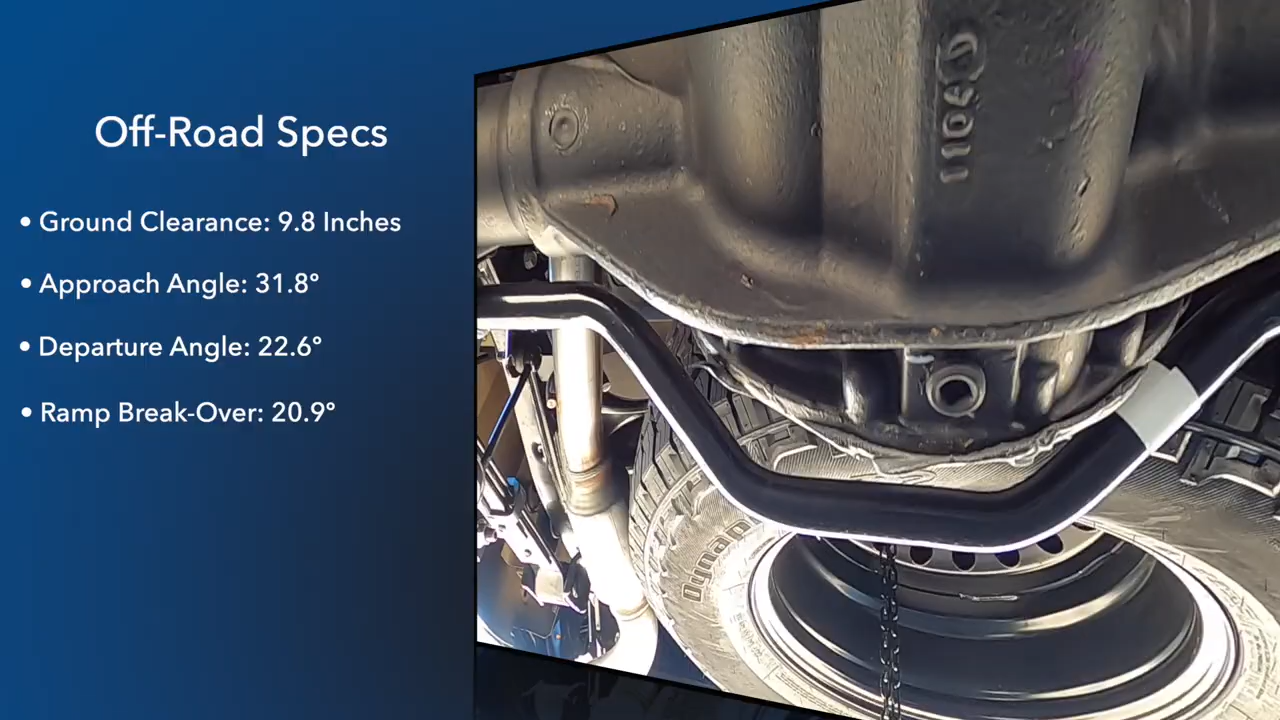 Off-Road Specs
• Ground Clearance: 9.8 Inches
• Approach Angle: 31.8°
• Departure Angle: 22.6°
• Ramp Break-Over: 20.9°